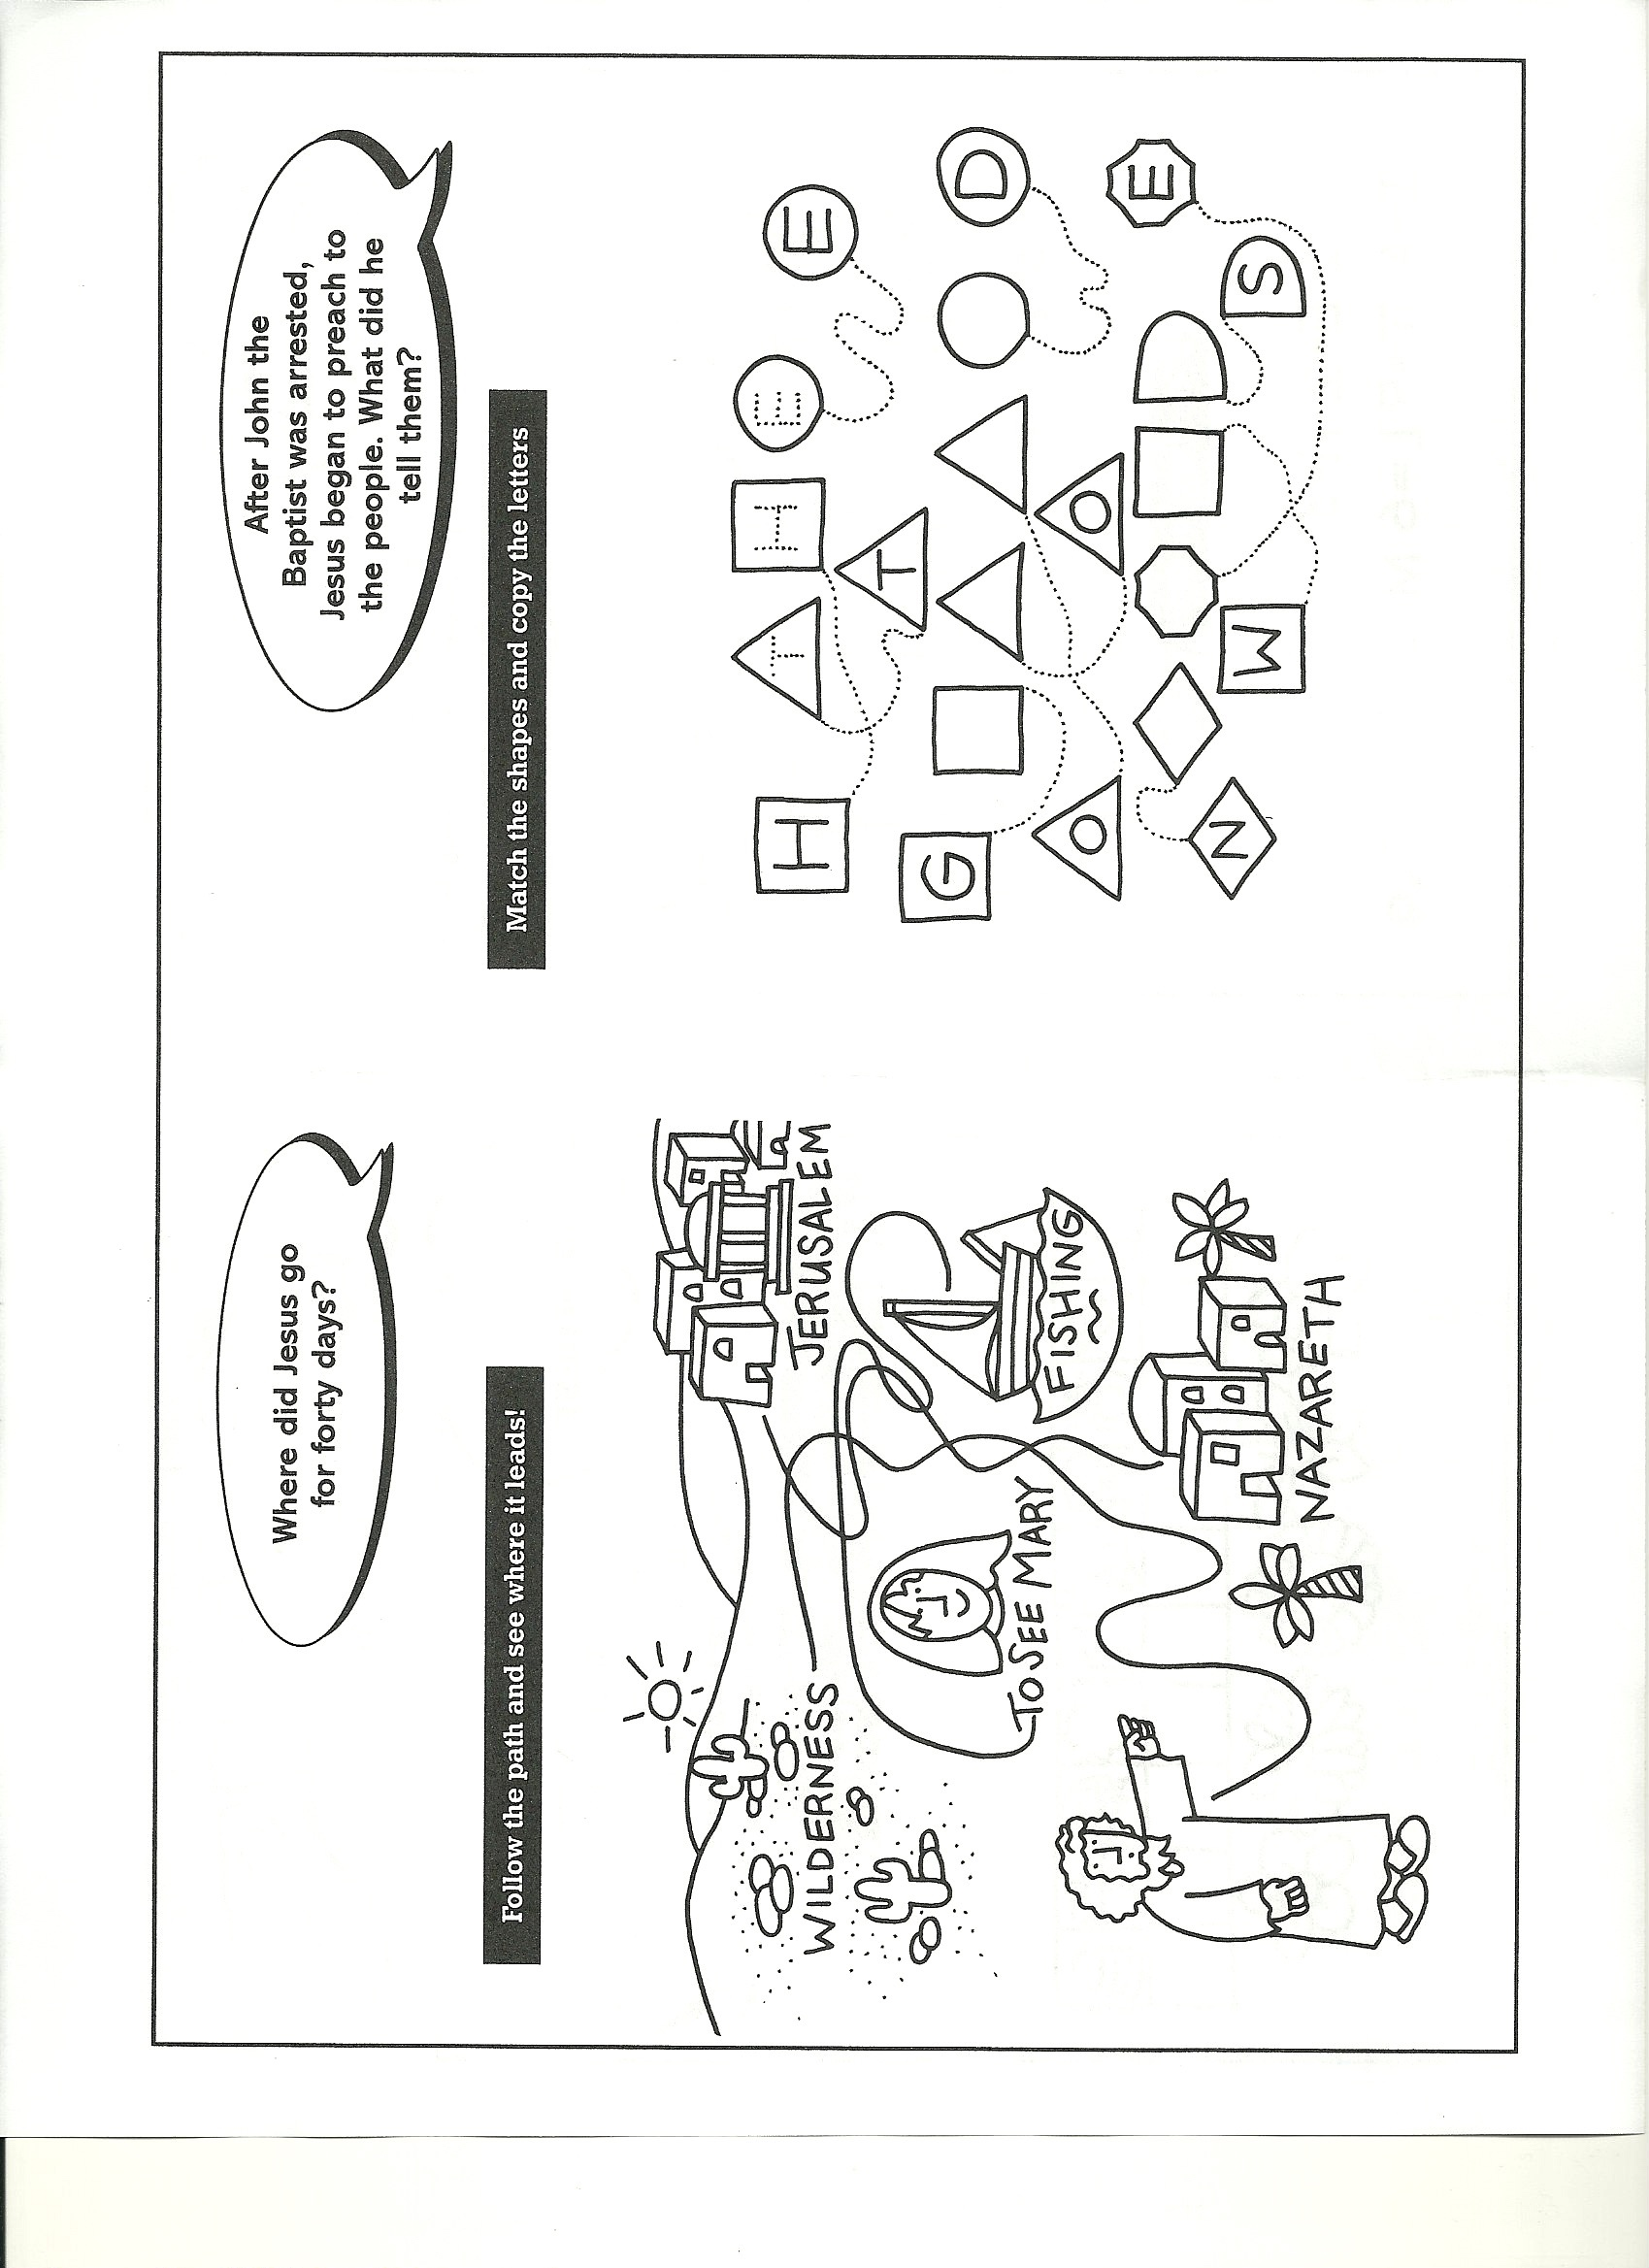 Where did Jesus go
for forty days?
Follow the path and see where it leads!
WILDERNESS
JERUSALEM
TO SEE MARY
FISHING
NAZARETH
After John the
Baptist was arrested,
Jesus began to preach to
the people. What did he
tell them?
Match the shapes and copy the letters
H T H E E
T
G D
O O
E
N W S